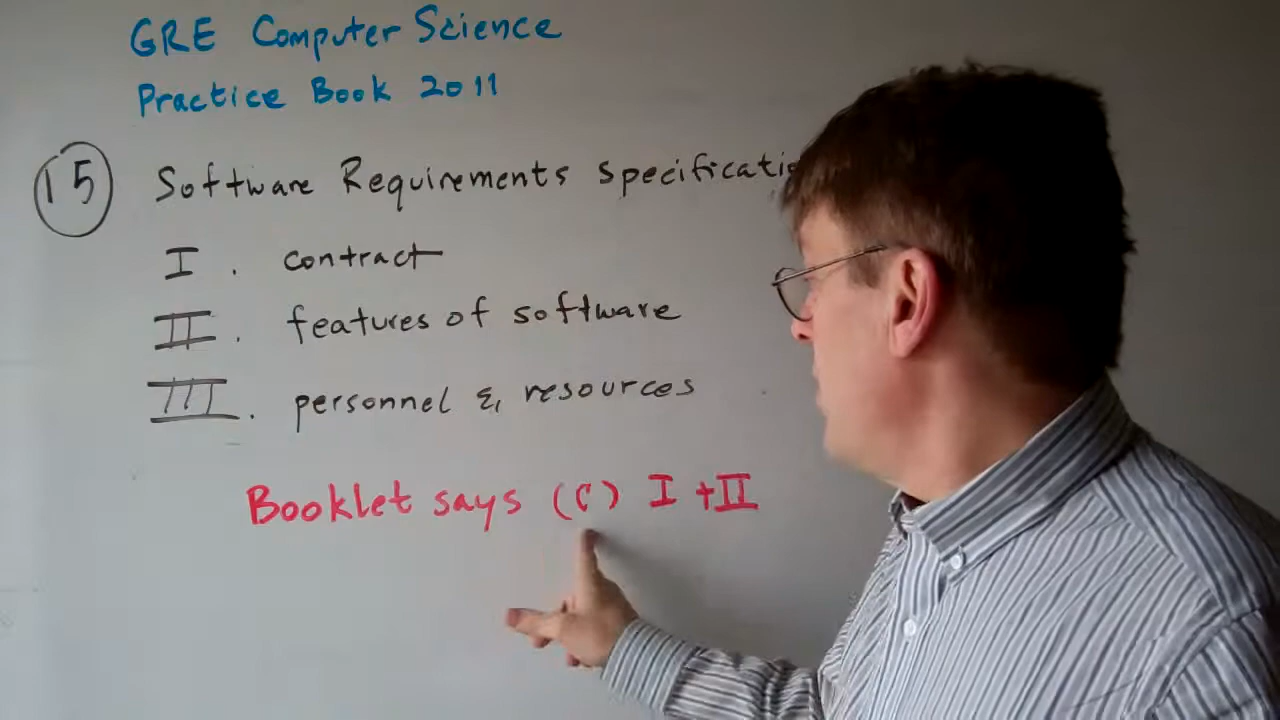 GRE Computer Science
Practice Book 2011
15 Software Requirements specificatio
I. contract
II. features of software
III. personnel & resources
Booklet says (C) I + II